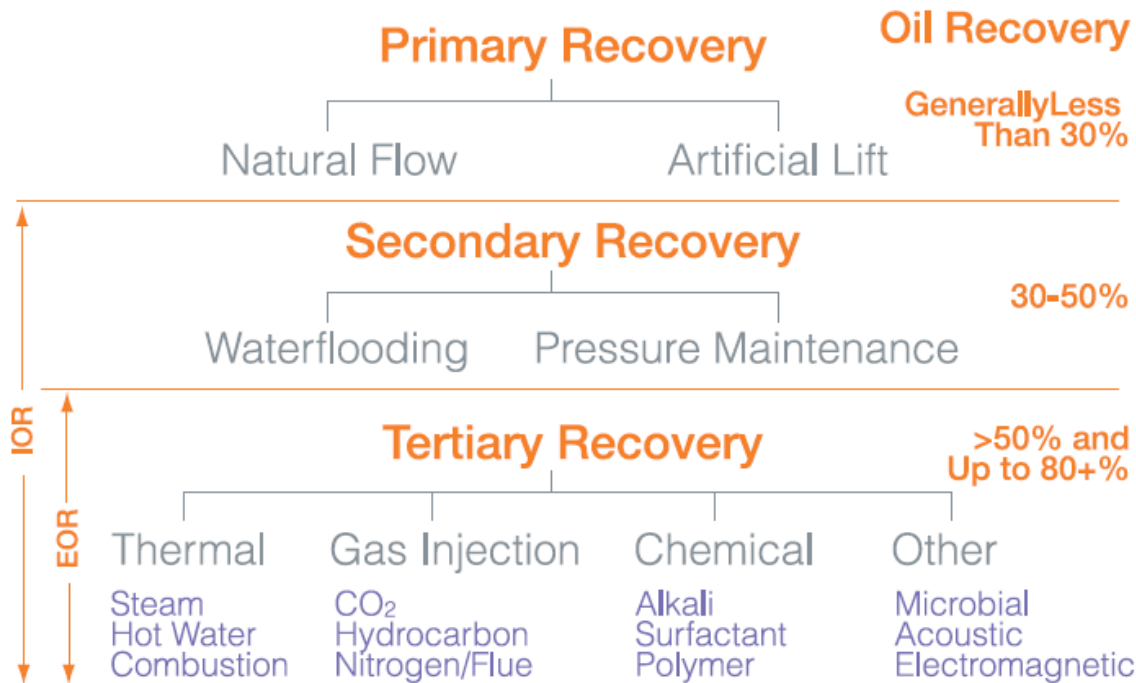 Primary Recovery
Oil Recovery
GenerallyLess
Than 30%
Natural Flow
Artificial Lift
Secondary Recovery
30-50%
Waterflooding
Pressure Maintenance
IOR
EOR
Tertiary Recovery
>50% and
Up to 80+%
Thermal
Gas Injection
Chemical
Other
Steam
Hot Water
Combustion
CO₂
Hydrocarbon
Nitrogen/Flue
Alkali
Surfactant
Polymer
Microbial
Acoustic
Electromagnetic